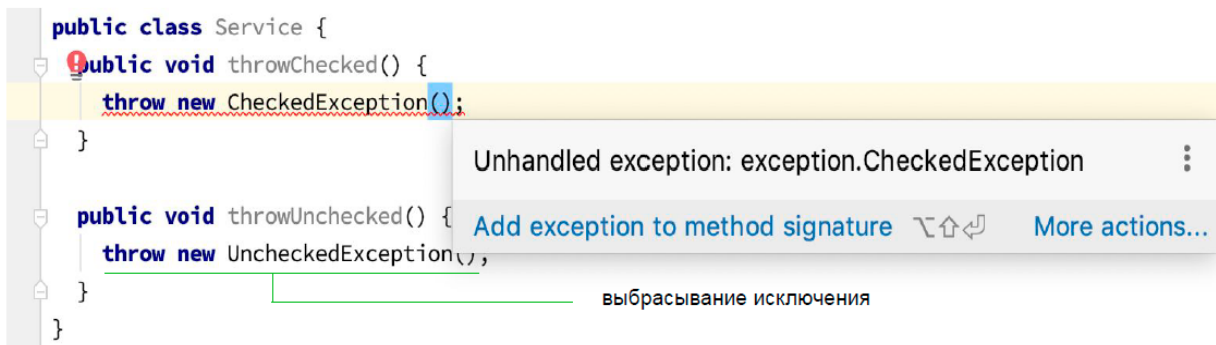 public class Service {
public void throwChecked() {
throw new CheckedException();
}
Unhandled exception: exception.CheckedException
Add exception to method signature ⌥⇧⏎ More actions...
public void throwUnchecked() {
throw new UncheckedException();
}
выбрасывание исключения
}